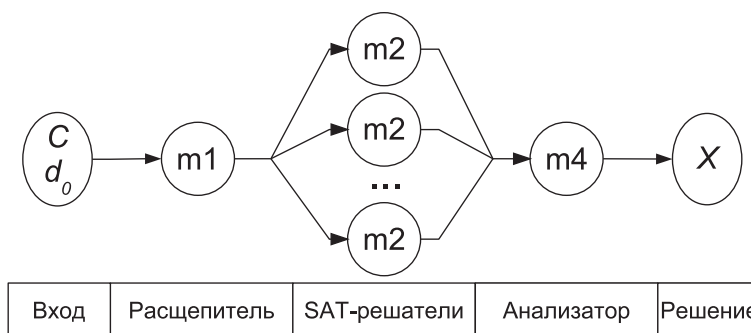 m2
C
d0
m1
m2
m4
X
...
m2
Вход
Расщепитель
SAT-решатели
Анализатор
Решение